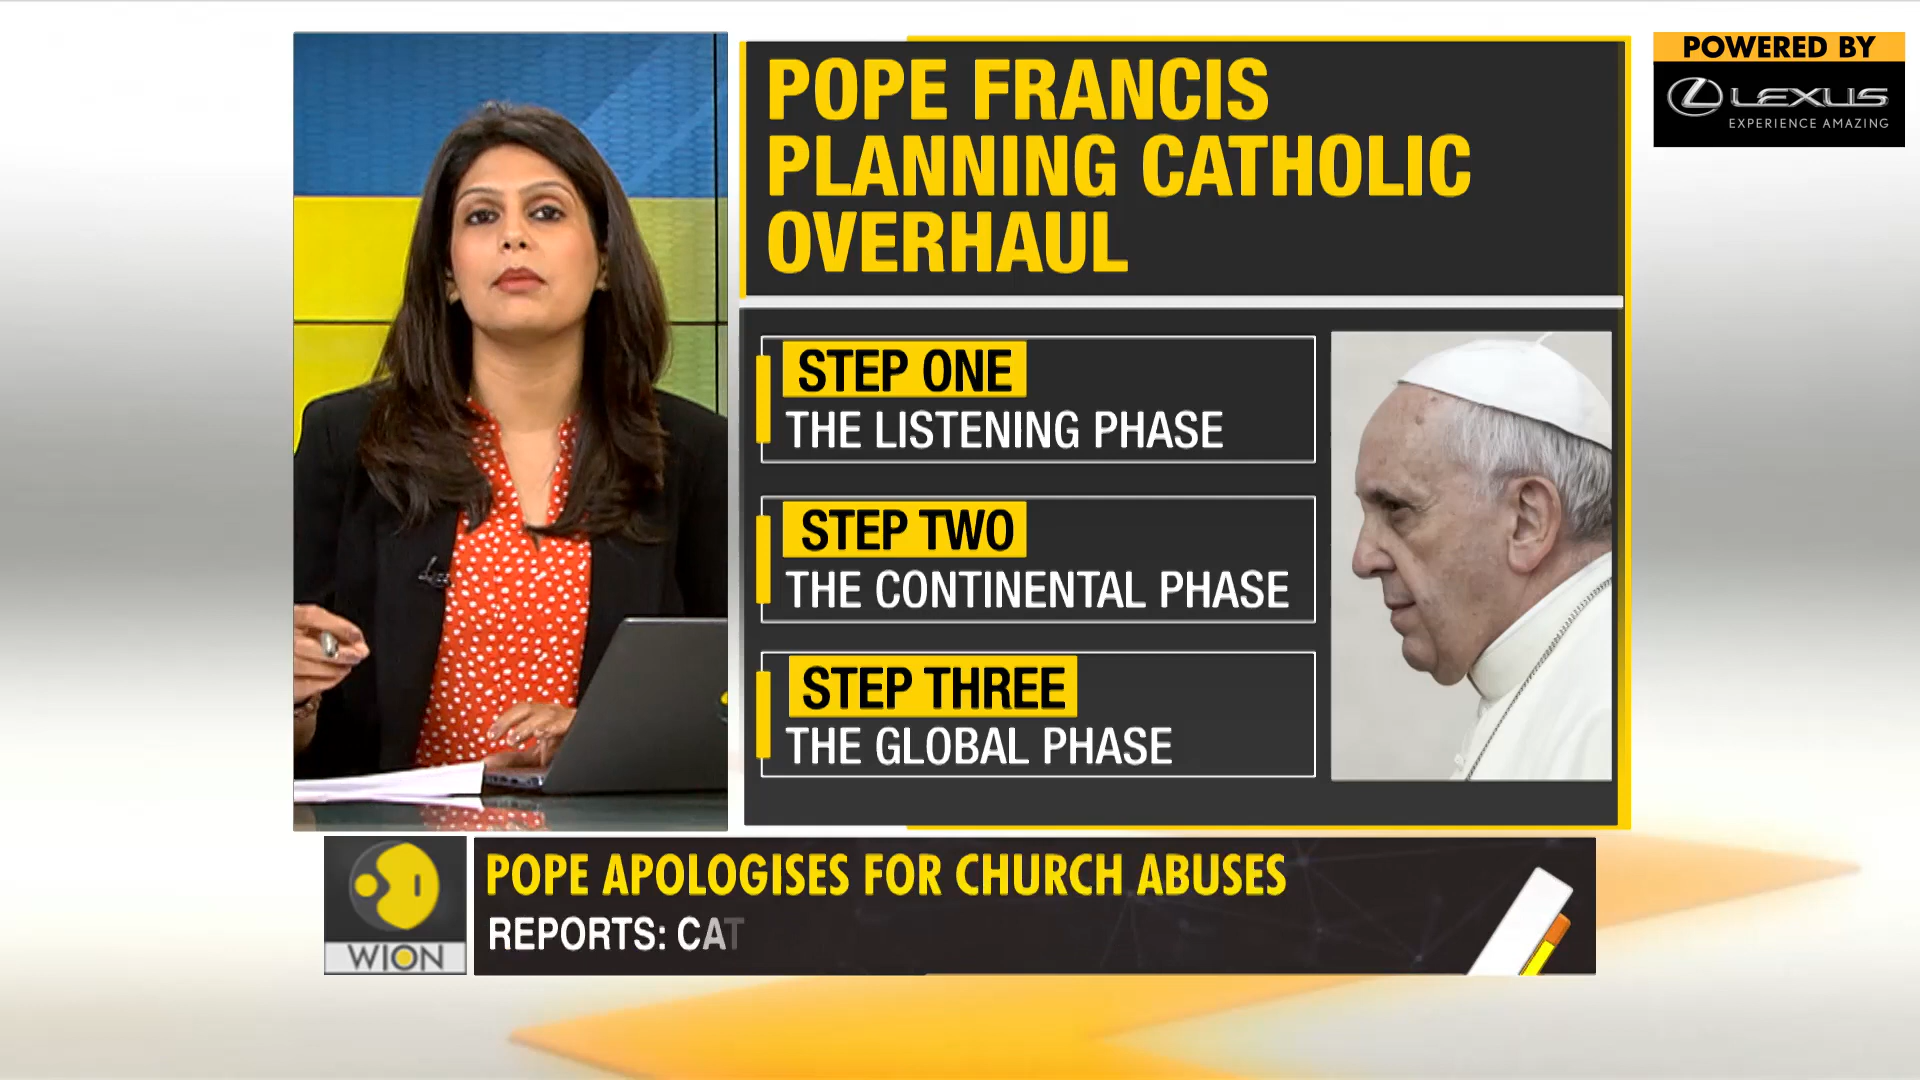 POPE FRANCIS
PLANNING CATHOLIC
OVERHAUL
STEP ONE
THE LISTENING PHASE
STEP TWO
THE CONTINENTAL PHASE
STEP THREE
THE GLOBAL PHASE
POWERED BY
LEXUS
EXPERIENCE AMAZING
POPE APOLOGISES FOR CHURCH ABUSES
REPORTS: CAT
WION